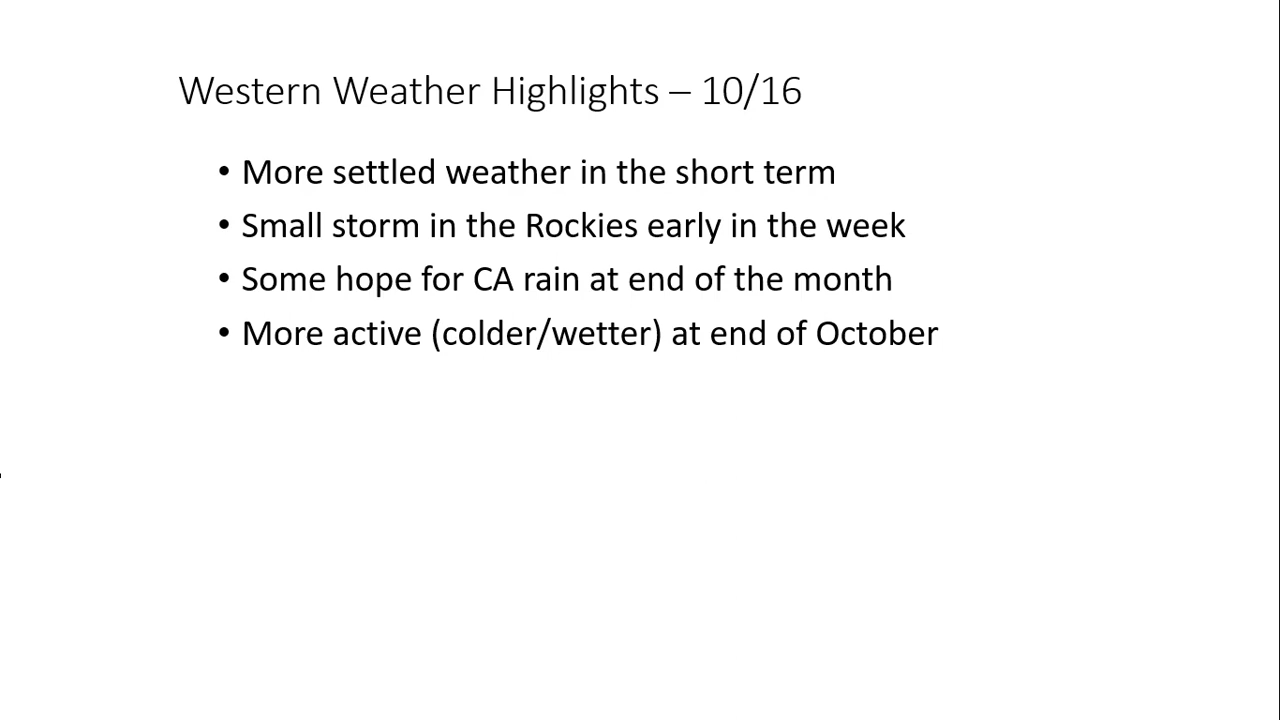 Western Weather Highlights – 10/16
• More settled weather in the short term
• Small storm in the Rockies early in the week
• Some hope for CA rain at end of the month
• More active (colder/wetter) at end of October